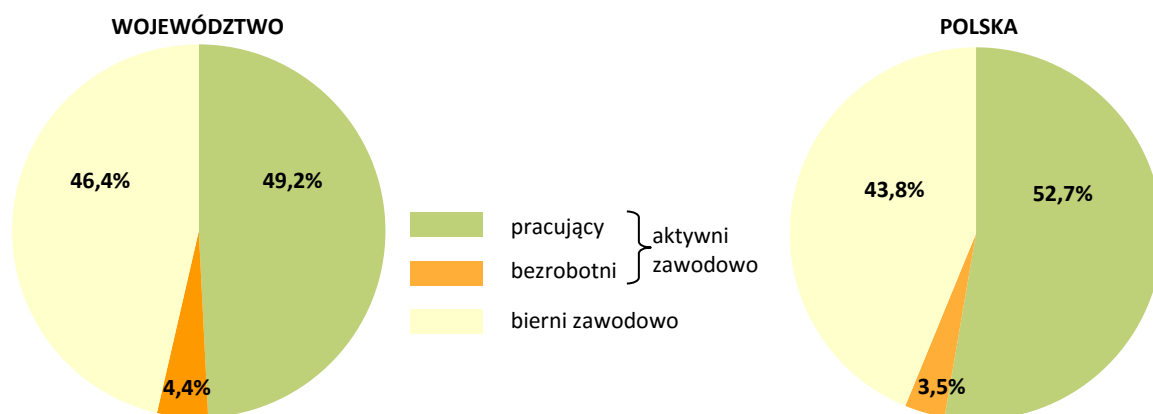 WOJEWÓDZTWO
46,4%
49,2%
4,4%
pracujący
bezrobotni
aktywni
zawodowo
bierni zawodowo
POLSKA
43,8%
52,7%
3,5%